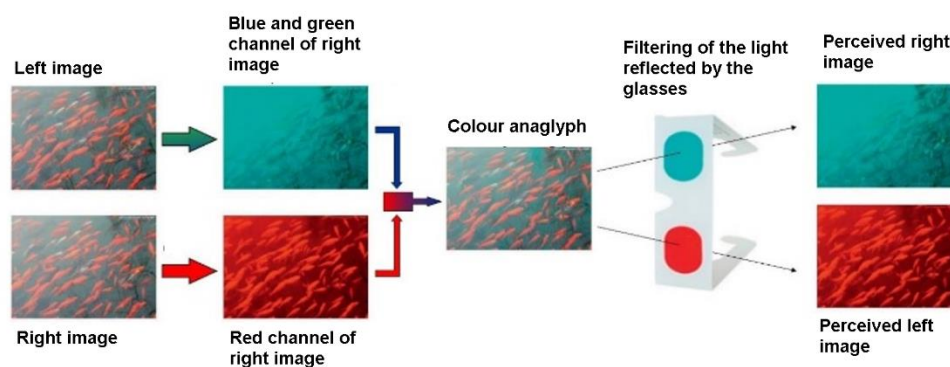 Left image
Blue and green
channel of right
image
Colour anaglyph
Filtering of the light
reflected by the
glasses
Perceived right
image
Right image
Red channel of
right image
Perceived left
image